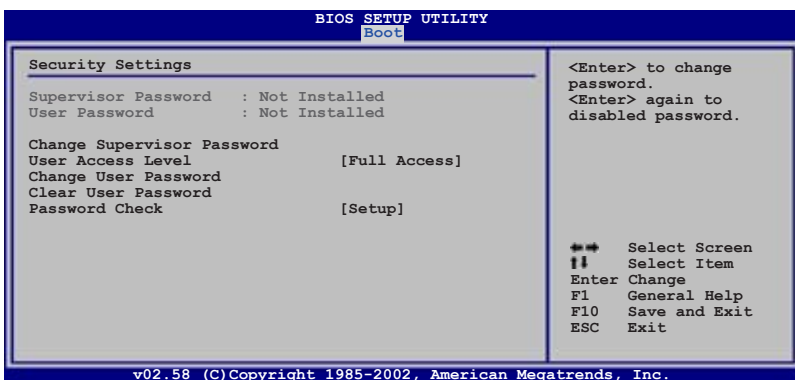 BIOS SETUP UTILITY
Boot
Security Settings
Supervisor Password : Not Installed
User Password : Not Installed
Change Supervisor Password
User Access Level [Full Access]
Change User Password
Clear User Password
Password Check [Setup]
<Enter> to change
password.
<Enter> again to
disabled password.
Select Screen
Select Item
Enter Change
F1 General Help
F10 Save and Exit
ESC Exit
v02.58 (C)Copyright 1985-2002, American Megatrends, Inc.